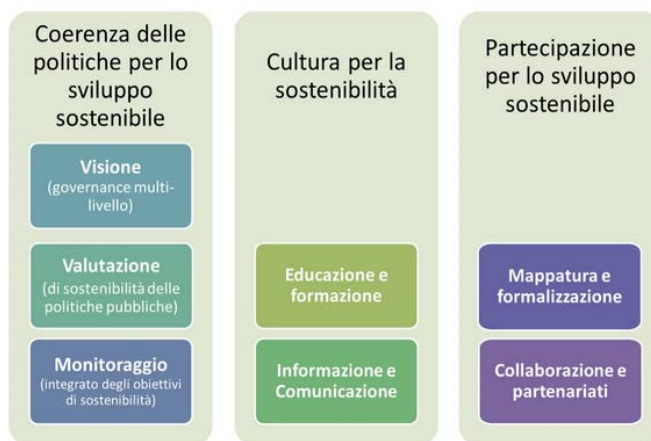 Coerenza delle
politiche per lo
sviluppo
sostenibile
Visione
(governance multi-
livello)
Valutazione
(di sostenibilità delle
politiche pubbliche)
Monitoraggio
(integrato degli obiettivi
di sostenibilità)
Cultura per la
sostenibilità
Educazione e
formazione
Informazione e
Comunicazione
Partecipazione
per lo sviluppo
sostenibile
Mappatura e
formalizzazione
Collaborazione e
partenariati